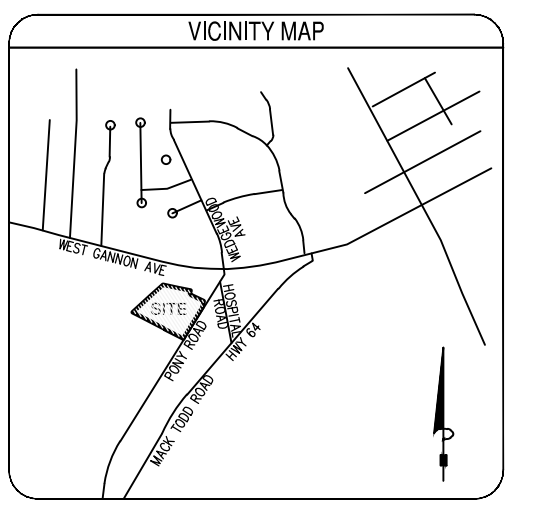 VICINITY MAP
WEDGEWOOD
AVE
WEST GANNON AVE
SITE
HOSPITAL
ROAD
PONY ROAD
HWY 64
MACK TODD ROAD